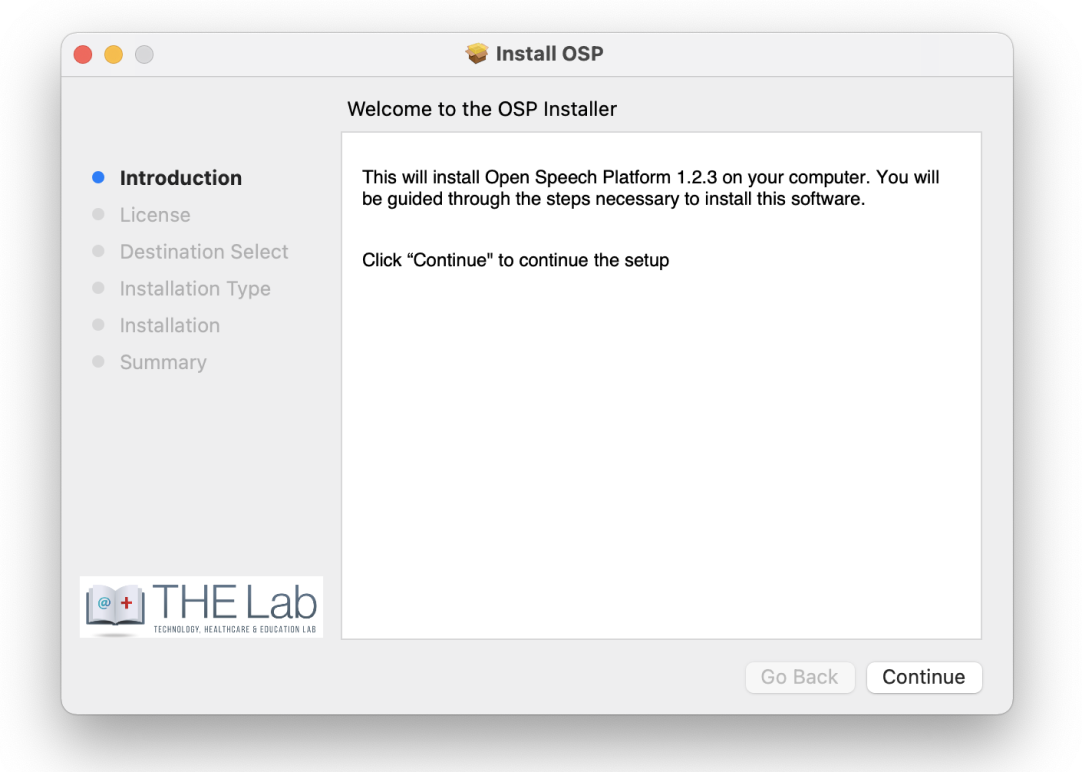 Install OSP
Welcome to the OSP Installer
Introduction
License
Destination Select
Installation Type
Installation
Summary
This will install Open Speech Platform 1.2.3 on your computer. You will
be guided through the steps necessary to install this software.
Click “Continue" to continue the setup
@ +
THE Lab
TECHNOLOGY, HEALTHCARE & EDUCATION LAB
Go Back
Continue